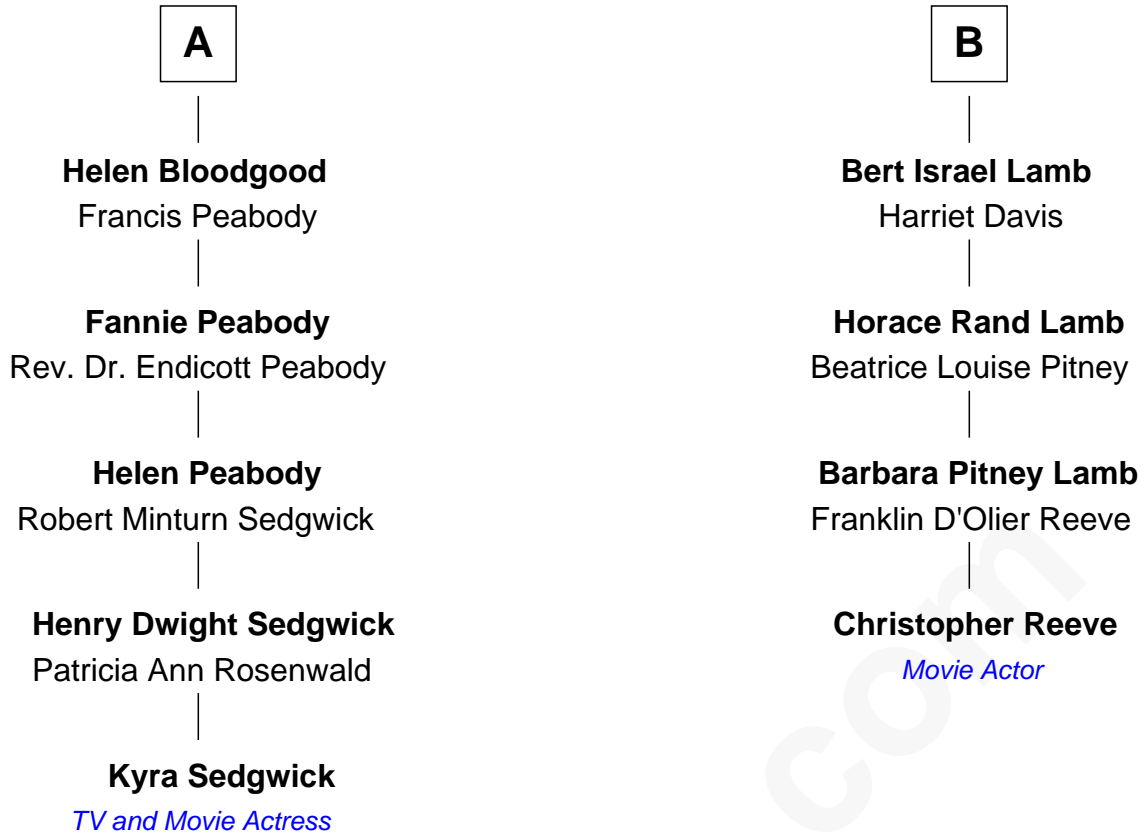 A
Helen Bloodgood
Francis Peabody
Fannie Peabody
Rev. Dr. Endicott Peabody
Helen Peabody
Robert Minturn Sedgwick
Henry Dwight Sedgwick
Patricia Ann Rosenwald
Kyra Sedgwick
TV and Movie Actress
B
Bert Israel Lamb
Harriet Davis
Horace Rand Lamb
Beatrice Louise Pitney
Barbara Pitney Lamb
Franklin D'Olier Reeve
Christopher Reeve
Movie Actor
com